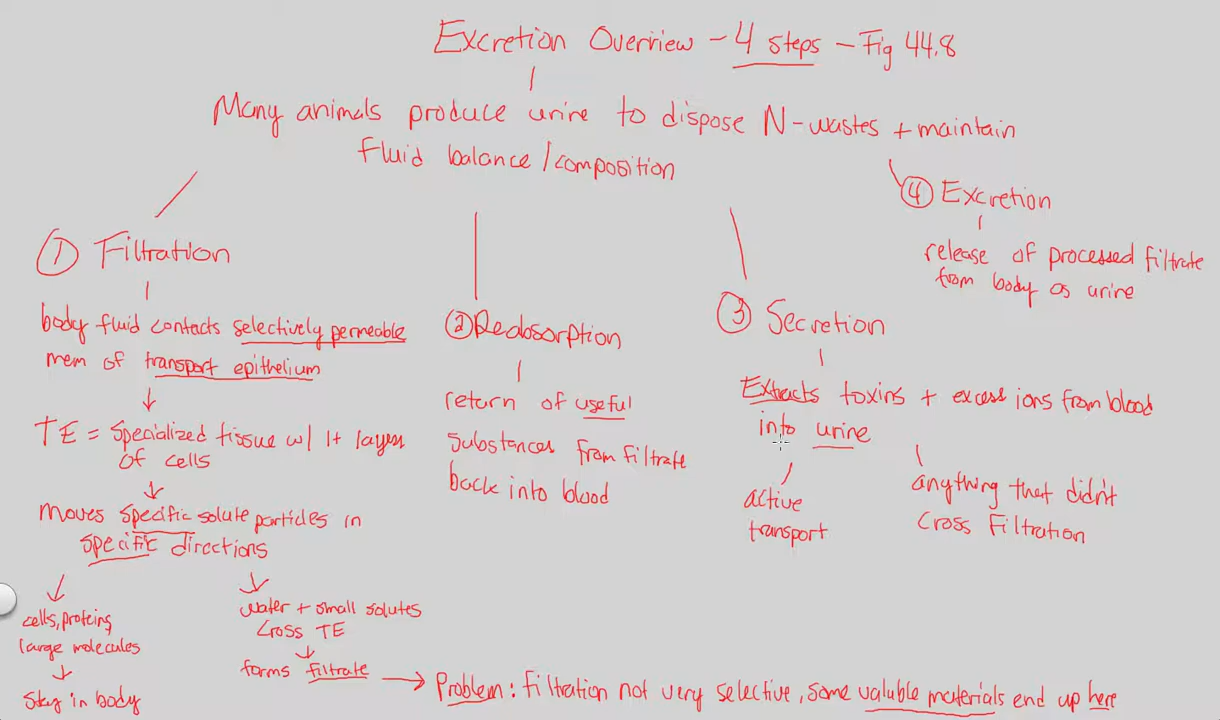 Excretion Overview - 4 steps - Fig 44.8
Many animals produce urine to dispose N-wastes + maintain
fluid balance/composition
① Filtration
body fluid contacts selectively permeable
mem of transport epithelium
TE = specialized tissue w/ 1+ layers
of cells
Moves specific solute particles in
specific directions
cells, proteins,
large molecules
stay in body
water + small solutes
cross TE
forms filtrate
Problem: filtration not very selective, some valuble materials end up here
② Reabsorption
return of useful
substances from filtrate
back into blood
③ Secretion
Extracts toxins + excess ions from blood
into urine
active
transport
anything that didn't
cross filtration
④ Excretion
release of processed filtrate
from body as urine